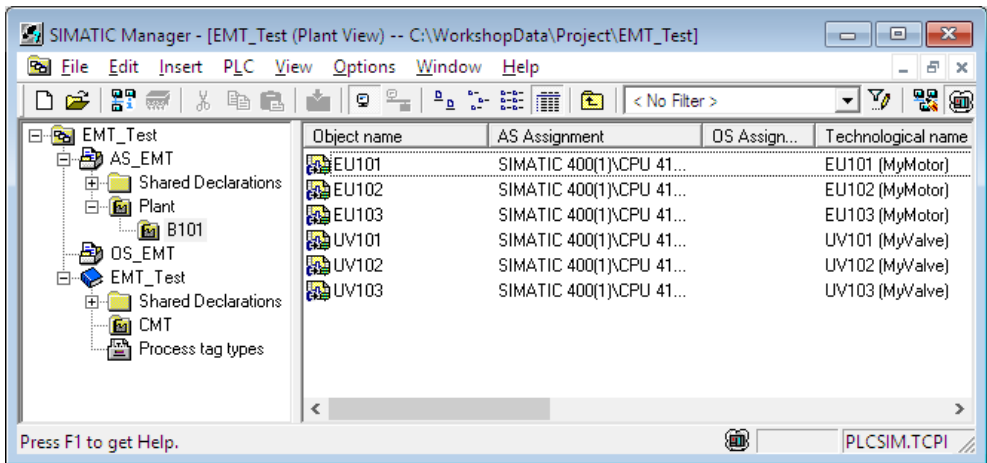 SIMATIC Manager - [EMT_Test (Plant View) -- C:\WorkshopData\Project\EMT_Test]
File Edit Insert PLC View Options Window Help
< No Filter >
EMT_Test
AS_EMT
Shared Declarations
Plant
B101
OS_EMT
EMT_Test
Shared Declarations
CMT
Process tag types
Object name AS Assignment OS Assign... Technological name
EU101 SIMATIC 400(1)\CPU 41... EU101 (MyMotor)
EU102 SIMATIC 400(1)\CPU 41... EU102 (MyMotor)
EU103 SIMATIC 400(1)\CPU 41... EU103 (MyMotor)
UV101 SIMATIC 400(1)\CPU 41... UV101 (MyValve)
UV102 SIMATIC 400(1)\CPU 41... UV102 (MyValve)
UV103 SIMATIC 400(1)\CPU 41... UV103 (MyValve)
Press F1 to get Help. PLCSIM.TCPI